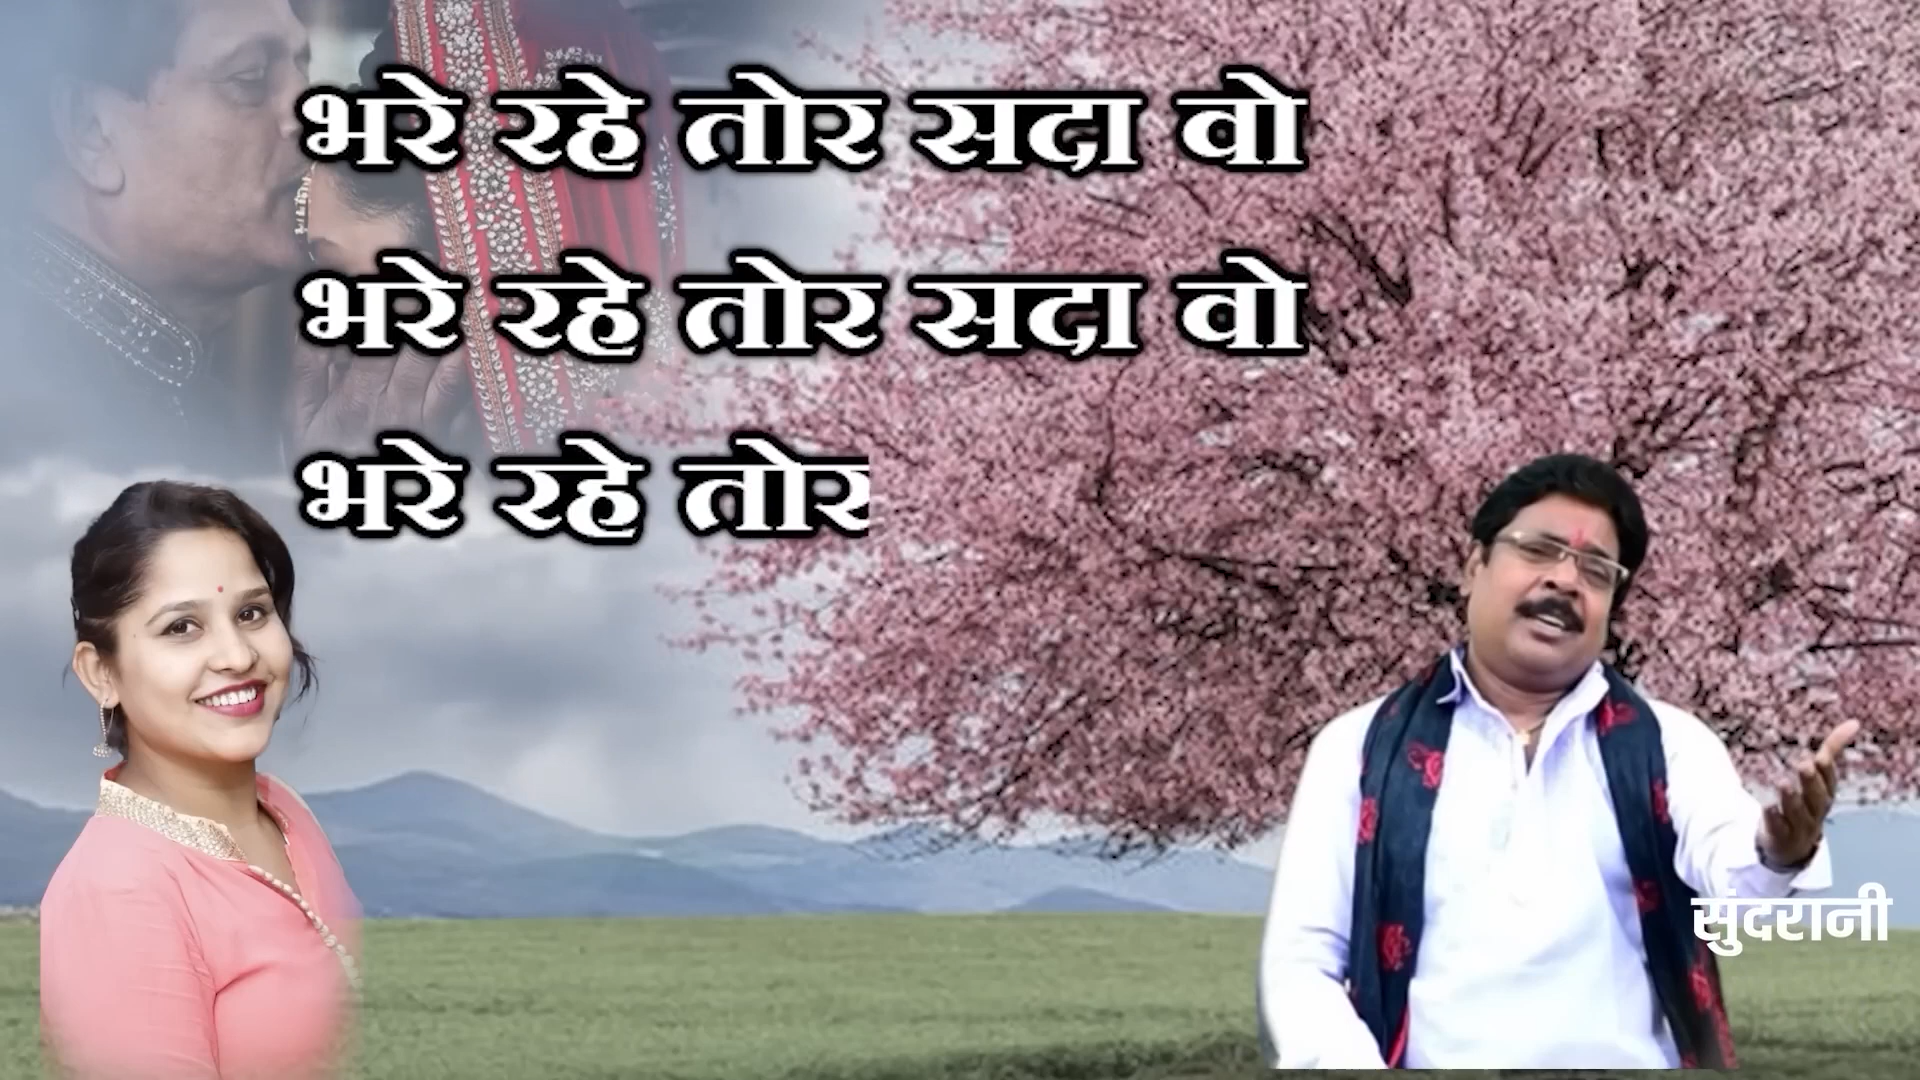 भरे रहे तोर सदा वो
भरे रहे तोर सदा वो
भरे रहे तोर
सुंदरानी